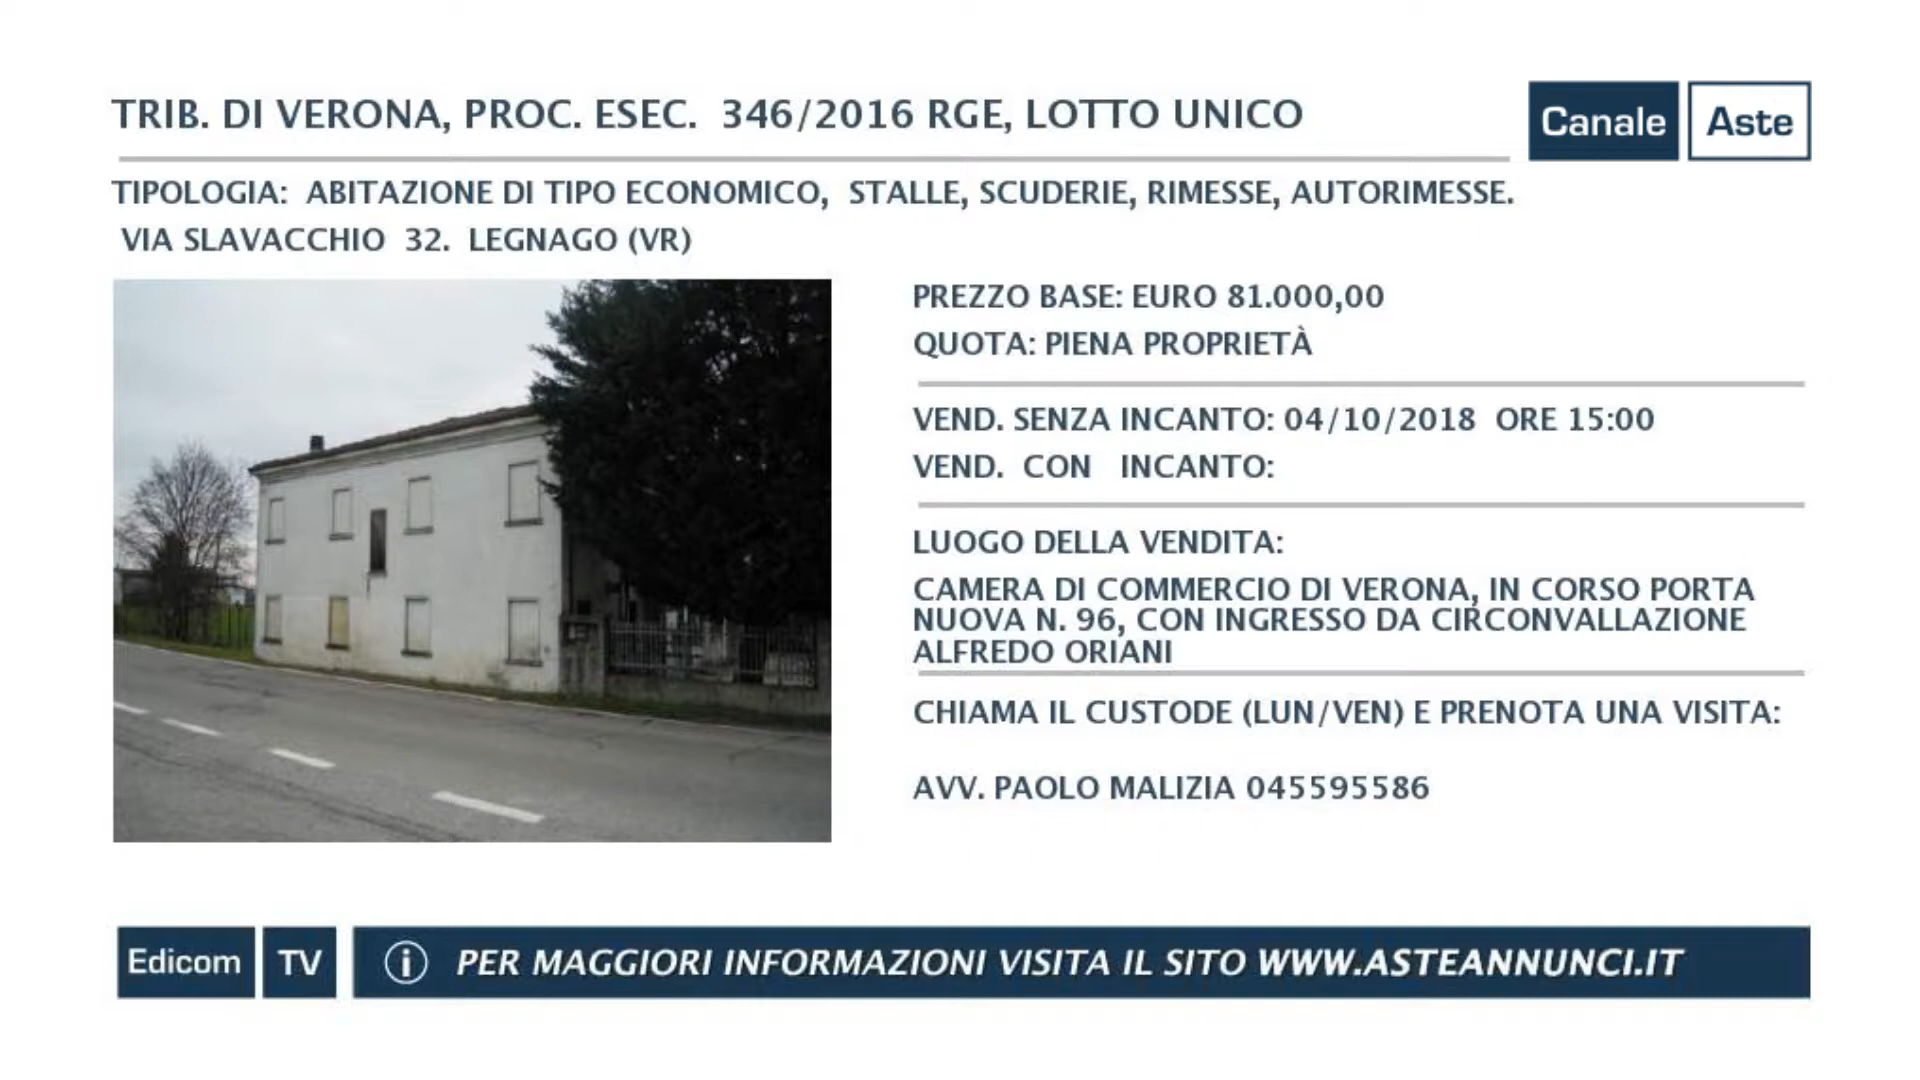 TRIB. DI VERONA, PROC. ESEC. 346/2016 RGE, LOTTO UNICO
Canale Aste
TIPOLOGIA: ABITAZIONE DI TIPO ECONOMICO, STALLE, SCUDERIE, RIMESSE, AUTORIMESSE.
VIA SLAVACCHIO 32. LEGNAGO (VR)
PREZZO BASE: EURO 81.000,00
QUOTA: PIENA PROPRIETÀ
VEND. SENZA INCANTO: 04/10/2018 ORE 15:00
VEND. CON INCANTO:
LUOGO DELLA VENDITA:
CAMERA DI COMMERCIO DI VERONA, IN CORSO PORTA
NUOVA N. 96, CON INGRESSO DA CIRCONVALLAZIONE
ALFREDO ORIANI
CHIAMA IL CUSTODE (LUN/VEN) E PRENOTA UNA VISITA:
AVV. PAOLO MALIZIA 045595586
Edicom TV
PER MAGGIORI INFORMAZIONI VISITA IL SITO WWW.ASTEANNUNCI.IT